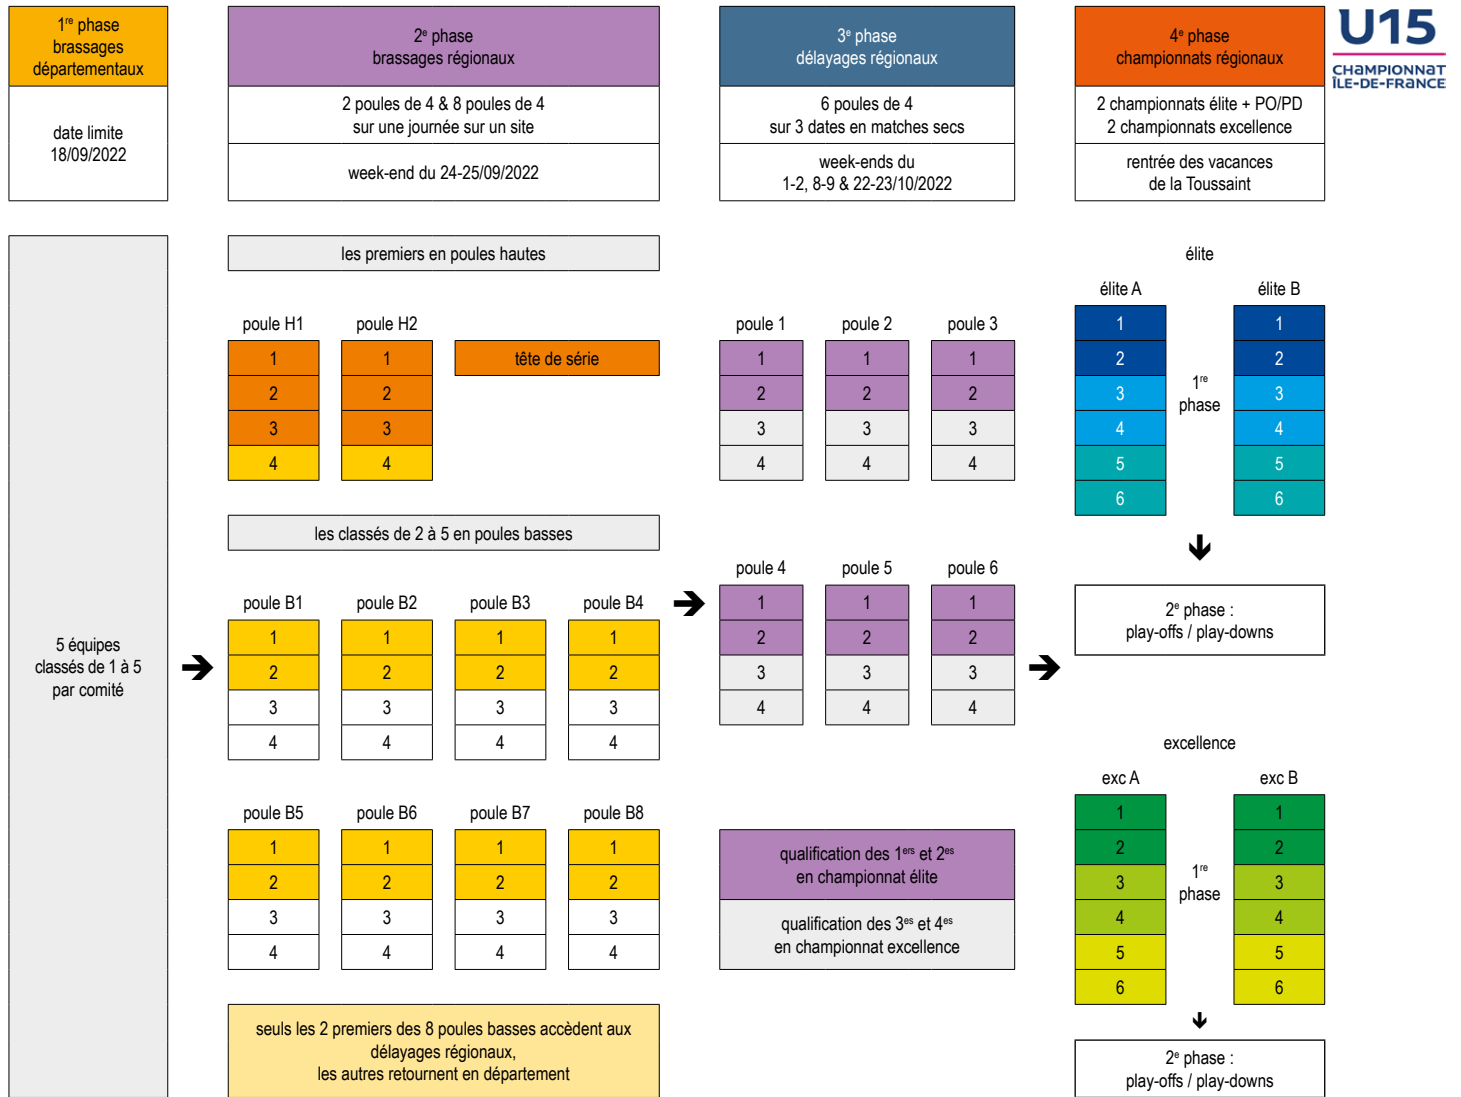 1re phase
brassages
départementaux
date limite
18/09/2022
2e phase
brassages régionaux
2 poules de 4 & 8 poules de 4
sur une journée sur un site
week-end du 24-25/09/2022
3e phase
délayages régionaux
6 poules de 4
sur 3 dates en matches secs
week-ends du
1-2, 8-9 & 22-23/10/2022
4e phase
championnats régionaux
2 championnats élite + PO/PD
2 championnats excellence
rentrée des vacances
de la Toussaint
U15
CHAMPIONNAT
ÎLE-DE-FRANCE
5 équipes
classés de 1 à 5
par comité
les premiers en poules hautes
poule H1 poule H2
1 1 tête de série
2 2
3 3
4 4
les classés de 2 à 5 en poules basses
poule B1 poule B2 poule B3 poule B4
1 1 1 1
2 2 2 2
3 3 3 3
4 4 4 4
poule B5 poule B6 poule B7 poule B8
1 1 1 1
2 2 2 2
3 3 3 3
4 4 4 4
seuls les 2 premiers des 8 poules basses accèdent aux
délayages régionaux,
les autres retournent en département
poule 1 poule 2 poule 3
1 1 1
2 2 2
3 3 3
4 4 4
poule 4 poule 5 poule 6
1 1 1
2 2 2
3 3 3
4 4 4
qualification des 1ers et 2es
en championnat élite
qualification des 3es et 4es
en championnat excellence
élite
élite A élite B
1 1
2 2
3 3
4 4
5 5
6 6
1re
phase
2e phase :
play-offs / play-downs
excellence
exc A exc B
1 1
2 2
3 3
4 4
5 5
6 6
1re
phase
2e phase :
play-offs / play-downs